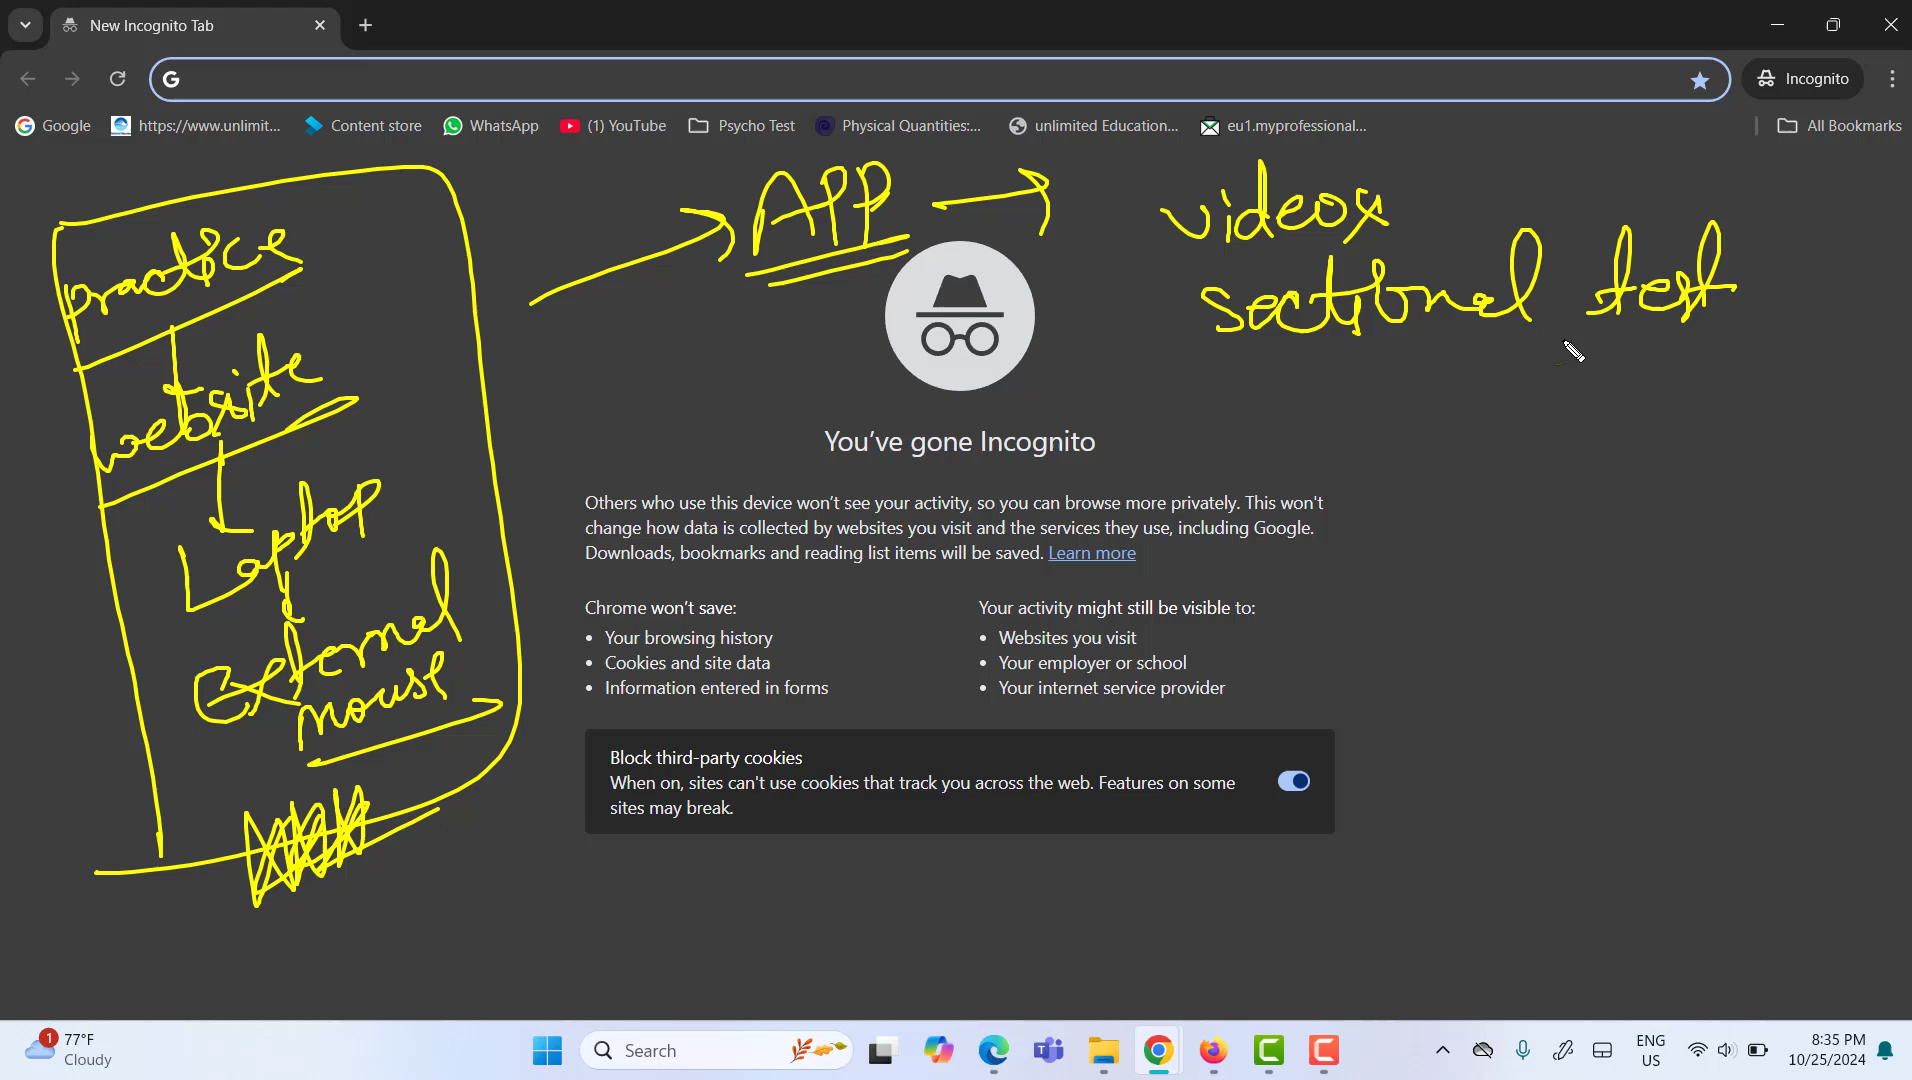 New Incognito Tab
Incognito
Google
https://www.unlimit...
Content store
WhatsApp
(1) YouTube
Psycho Test
Physical Quantities:...
unlimited Education...
eu1.myprofessional...
All Bookmarks
practice
website
Laptop
External
mouse
APP
videos
sectional test
You've gone Incognito
Others who use this device won't see your activity, so you can browse more privately. This won't
change how data is collected by websites you visit and the services they use, including Google.
Downloads, bookmarks and reading list items will be saved. Learn more
Chrome won't save:
Your browsing history
Cookies and site data
Information entered in forms
Your activity might still be visible to:
Websites you visit
Your employer or school
Your internet service provider
Block third-party cookies
When on, sites can't use cookies that track you across the web. Features on some
sites may break.
1
77°F
Cloudy
Search
ENG
US
8:35 PM
10/25/2024